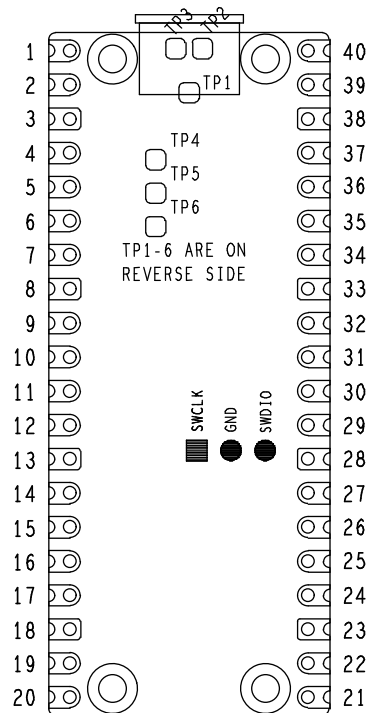 TP3 TP2
1 40
TP1
2 39
3 38
TP4
4 37
TP5
5 36
TP6
6 35
TP1-6 ARE ON
7 34
REVERSE SIDE
8 33
9 32
10 31
11 30
SWCLK
GND
SWDIO
12 29
13 28
14 27
15 26
16 25
17 24
18 23
19 22
20 21